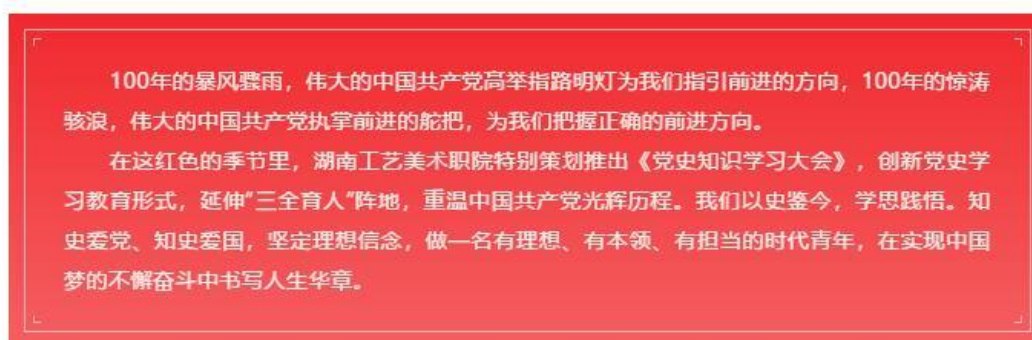 100年的暴风骤雨，伟大的中国共产党高举指路明灯为我们指引前进的方向，100年的惊涛
骇浪，伟大的中国共产党执掌前进的舵把，为我们把握正确的前进方向。
在这红色的季节里，湖南工艺美术职院特别策划推出《党史知识学习大会》，创新党史学
习教育形式，延伸"三全育人"阵地，重温中国共产党光辉历程。我们以史鉴今，学思践悟。知
史爱党、知史爱国，坚定理想信念，做一名有理想、有本领、有担当的时代青年，在实现中国
梦的不懈奋斗中书写人生华章。